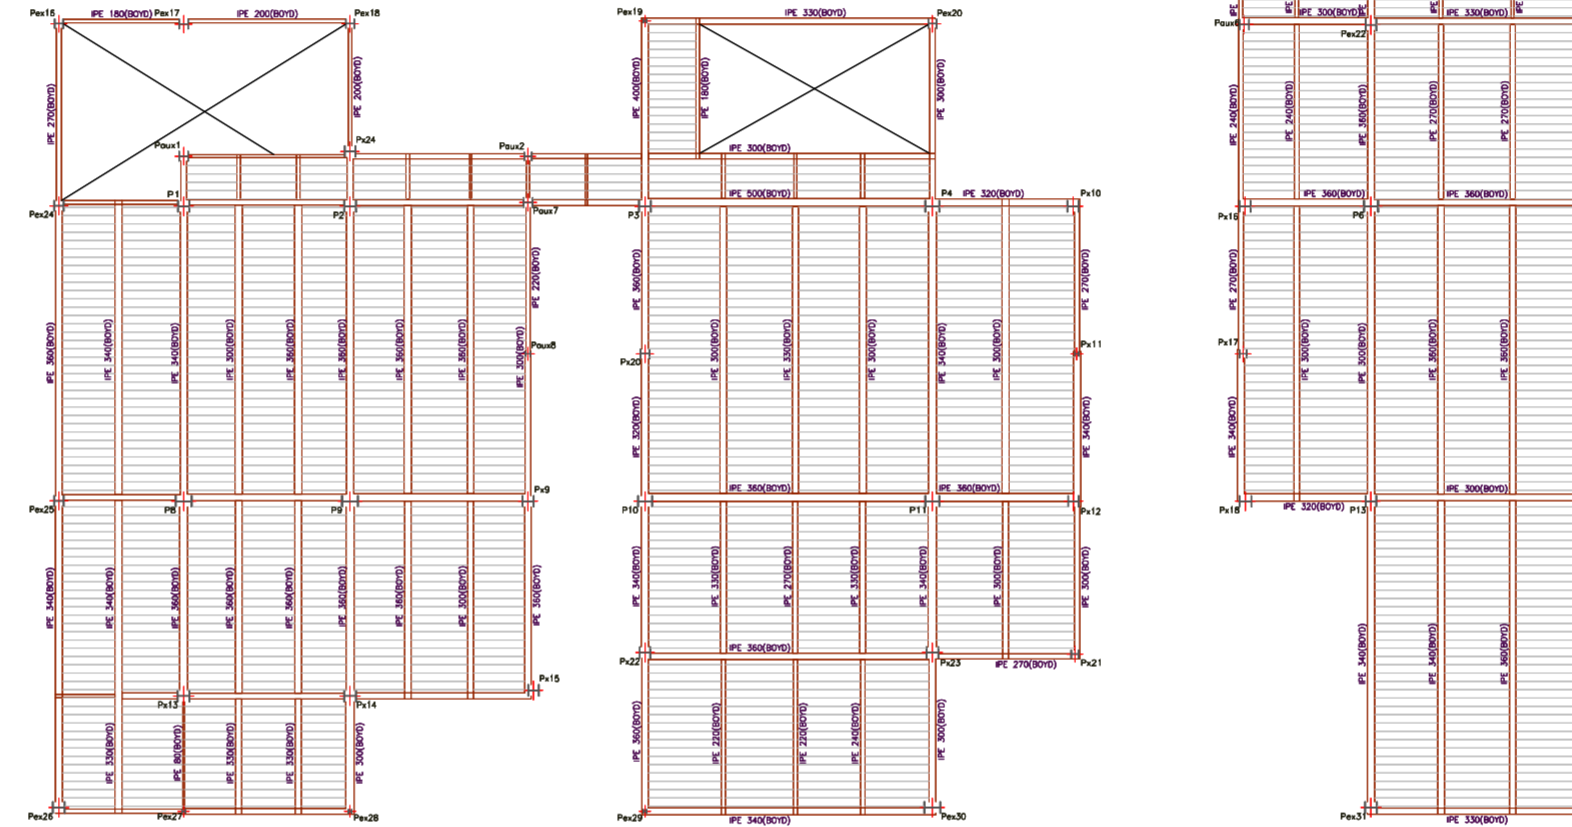 Pex16
IPE 180(BOYD)
Pex17
IPE 200(BOYD)
Pex18
Pex19
IPE 330(BOYD)
Pex20
IPE
IPE
IPE
IPE
Paux6
IPE 300(BOYD)
Pex22
IPE 330(BOYD)
IPE 270(BOYD)
IPE 200(BOYD)
IPE 400(BOYD)
IPE 180(BOYD)
IPE 300(BOYD)
IPE 240(BOYD)
IPE 240(BOYD)
IPE 360(BOYD)
IPE 270(BOYD)
IPE 270(BOYD)
Paux1
Px24
Paux2
IPE 300(BOYD)
Pex24
P1
P2
Paux7
P3
IPE 500(BOYD)
P4
IPE 320(BOYD)
Px10
Px16
IPE 360(BOYD)
P6
IPE 360(BOYD)
IPE 220(BOYD)
IPE 360(BOYD)
IPE 270(BOYD)
IPE 270(BOYD)
IPE 360(BOYD)
IPE 340(BOYD)
IPE 340(BOYD)
IPE 300(BOYD)
IPE 360(BOYD)
IPE 360(BOYD)
IPE 360(BOYD)
IPE 360(BOYD)
IPE 300(BOYD)
Paux8
Px20
IPE 300(BOYD)
IPE 330(BOYD)
IPE 300(BOYD)
IPE 340(BOYD)
Px11
Px17
IPE 300(BOYD)
IPE 300(BOYD)
IPE 360(BOYD)
IPE 360(BOYD)
IPE 320(BOYD)
IPE 340(BOYD)
IPE 340(BOYD)
Pex25
P8
P9
Px9
P10
IPE 360(BOYD)
P11
IPE 360(BOYD)
Px12
Px18
IPE 320(BOYD)
P13
IPE 300(BOYD)
IPE 340(BOYD)
IPE 340(BOYD)
IPE 360(BOYD)
IPE 360(BOYD)
IPE 360(BOYD)
IPE 360(BOYD)
IPE 360(BOYD)
IPE 300(BOYD)
IPE 360(BOYD)
IPE 340(BOYD)
IPE 330(BOYD)
IPE 270(BOYD)
IPE 330(BOYD)
IPE 340(BOYD)
IPE 300(BOYD)
IPE 300(BOYD)
Px22
IPE 360(BOYD)
Px23
IPE 270(BOYD)
Px21
IPE 340(BOYD)
IPE 340(BOYD)
IPE 360(BOYD)
Px13
Px14
Px15
IPE 330(BOYD)
IPE 80(BOYD)
IPE 330(BOYD)
IPE 330(BOYD)
IPE 300(BOYD)
IPE 360(BOYD)
IPE 220(BOYD)
IPE 220(BOYD)
IPE 240(BOYD)
IPE 300(BOYD)
Pex26
Pex27
Pex28
Pex29
IPE 340(BOYD)
Pex30
Pex31
IPE 330(BOYD)